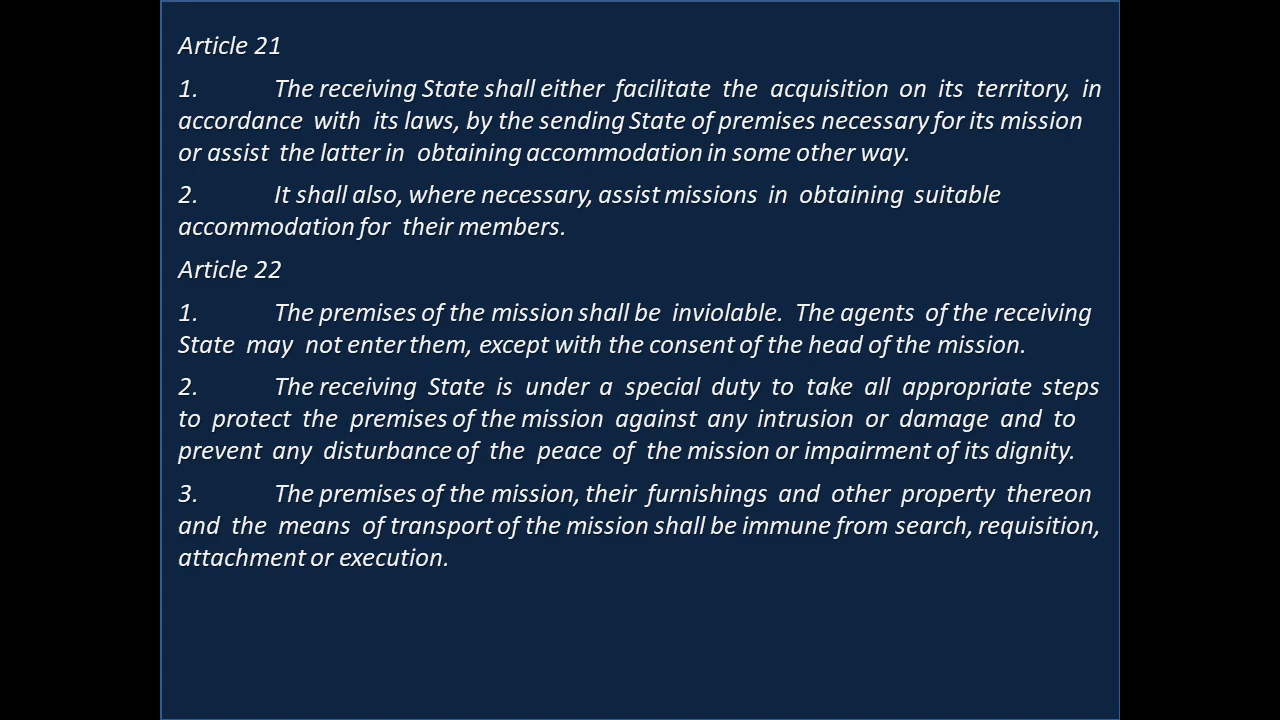 Article 21
1. The receiving State shall either facilitate the acquisition on its territory, in
accordance with its laws, by the sending State of premises necessary for its mission
or assist the latter in obtaining accommodation in some other way.
2. It shall also, where necessary, assist missions in obtaining suitable
accommodation for their members.
Article 22
1. The premises of the mission shall be inviolable. The agents of the receiving
State may not enter them, except with the consent of the head of the mission.
2. The receiving State is under a special duty to take all appropriate steps
to protect the premises of the mission against any intrusion or damage and to
prevent any disturbance of the peace of the mission or impairment of its dignity.
3. The premises of the mission, their furnishings and other property thereon
and the means of transport of the mission shall be immune from search, requisition,
attachment or execution.